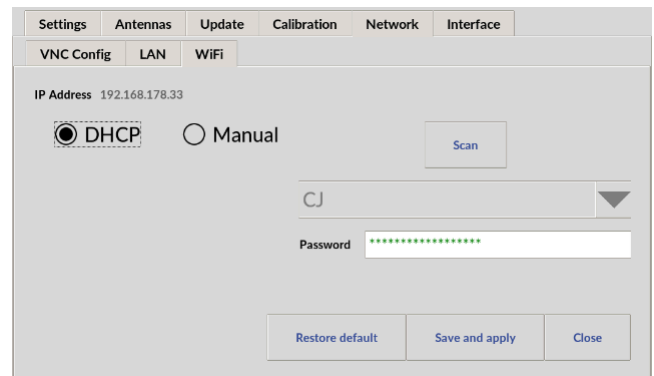 Settings Antennas Update Calibration Network Interface
VNC Config LAN WiFi
IP Address 192.168.178.33
DHCP Manual
Scan
CJ
Password ******************
Restore default Save and apply Close